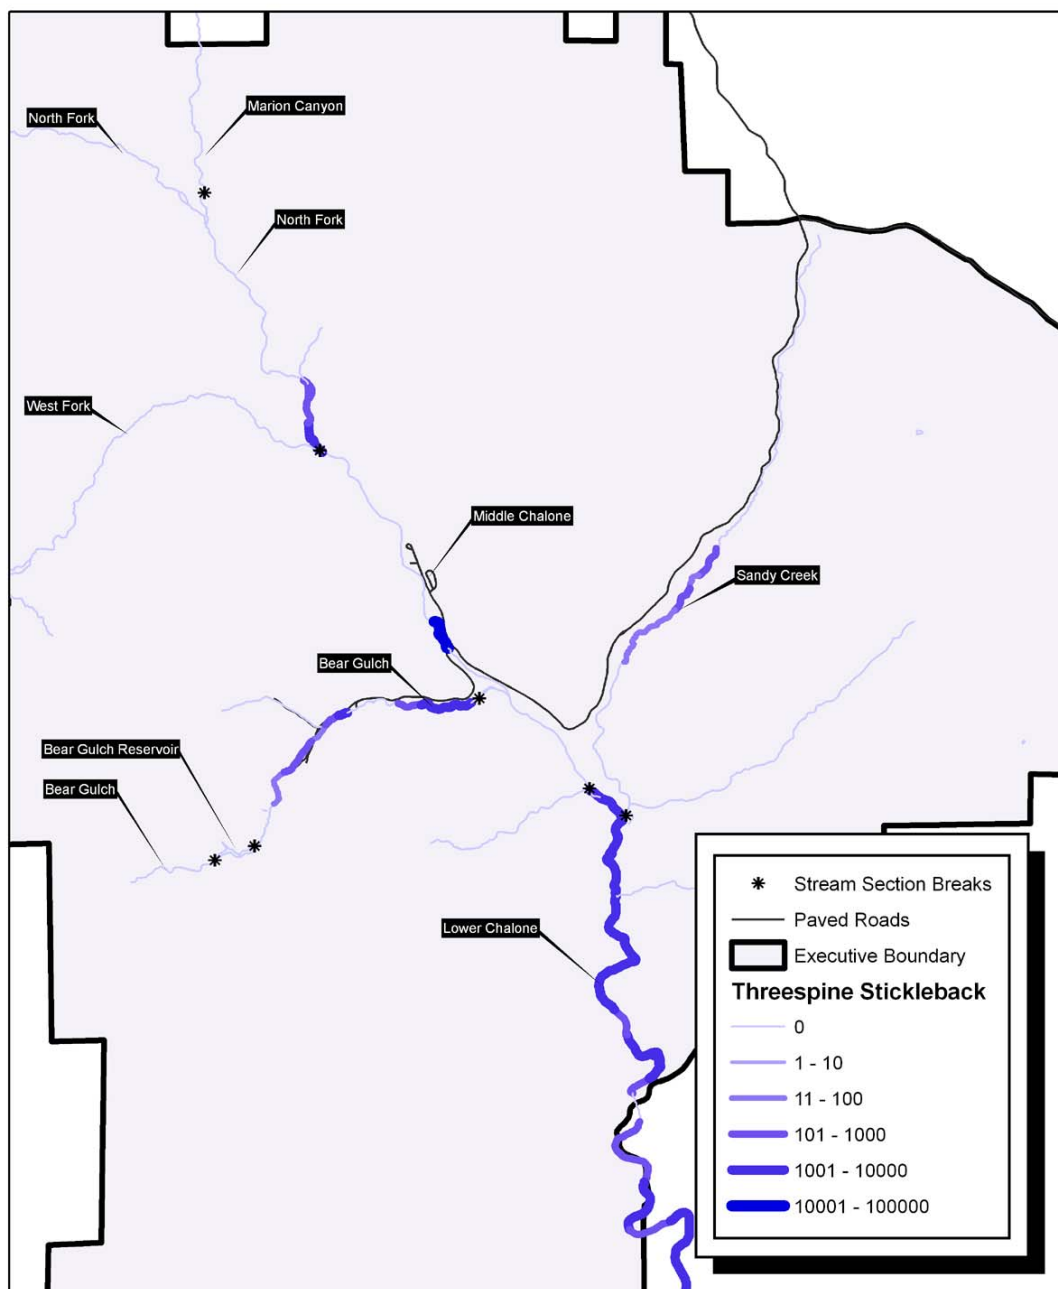 Marion Canyon
North Fork
North Fork
West Fork
Middle Chalone
Sandy Creek
Bear Gulch
Bear Gulch Reservoir
Bear Gulch
Lower Chalone
Stream Section Breaks
Paved Roads
Executive Boundary
Threespine Stickleback
0
1 - 10
11 - 100
101 - 1000
1001 - 10000
10001 - 100000